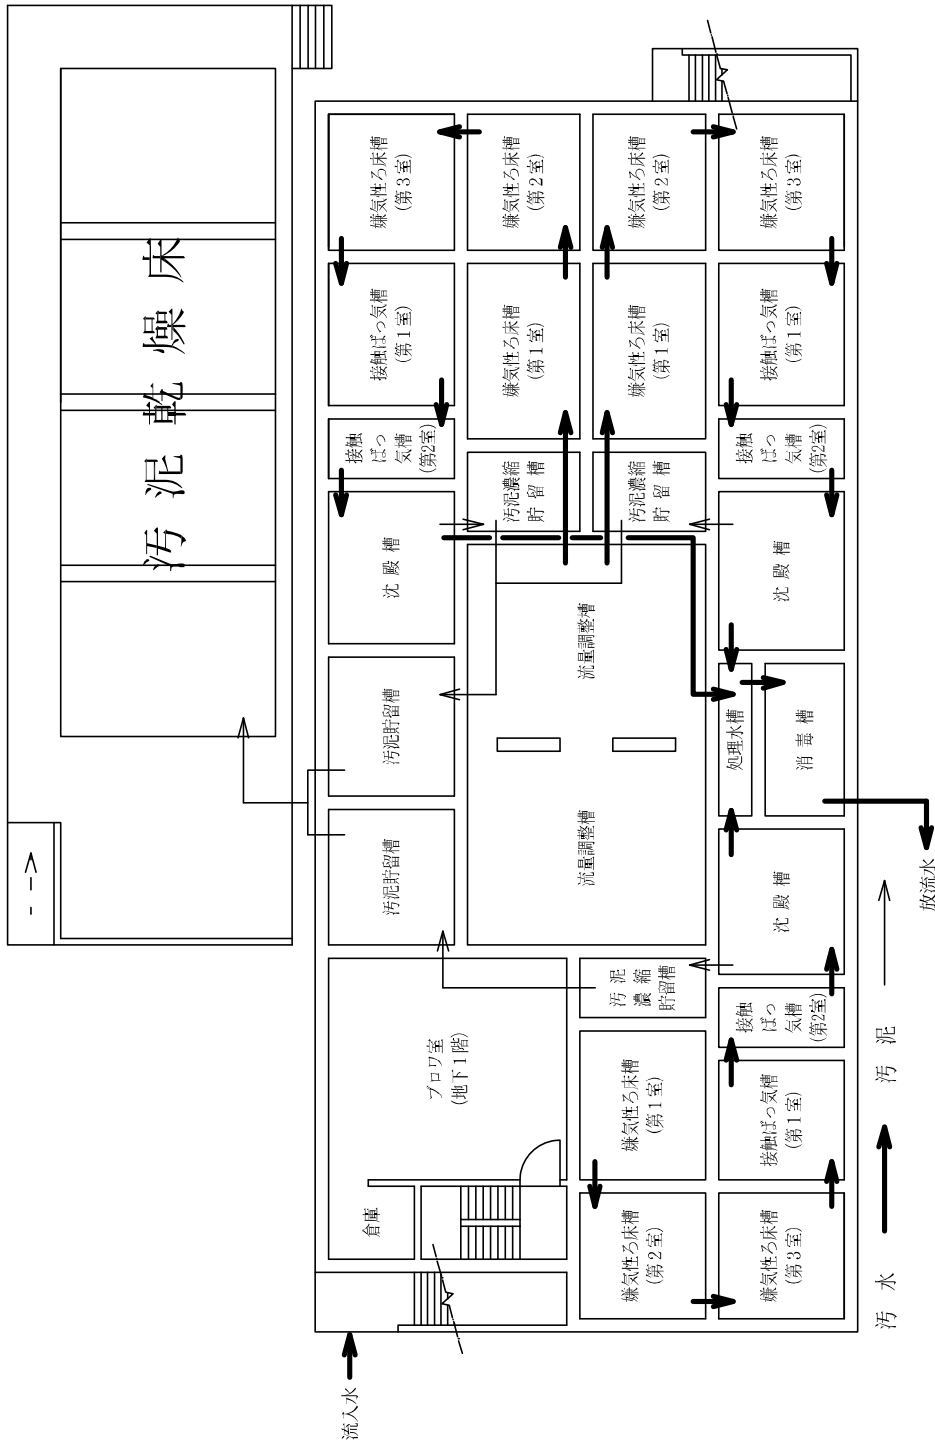 汚泥乾燥床
流入水
倉庫
ブロワ室
(地下1階)
汚泥貯留槽
汚泥貯留槽
沈殿槽
接触
ばっ
気槽
(第2室)
接触ばっ気槽
(第1室)
嫌気性ろ床槽
(第3室)
汚泥濃縮
貯留槽
嫌気性ろ床槽
(第1室)
嫌気性ろ床槽
(第2室)
流量調整槽
流量調整槽
嫌気性ろ床槽
(第2室)
嫌気性ろ床槽
(第1室)
汚泥
濃縮
貯留槽
汚泥濃縮
貯留槽
嫌気性ろ床槽
(第1室)
嫌気性ろ床槽
(第2室)
嫌気性ろ床槽
(第3室)
接触ばっ気槽
(第1室)
接触
ばっ
気槽
(第2室)
沈殿槽
処理水槽
消毒槽
沈殿槽
接触
ばっ
気槽
(第2室)
接触ばっ気槽
(第1室)
嫌気性ろ床槽
(第3室)
汚水
汚泥
放流水